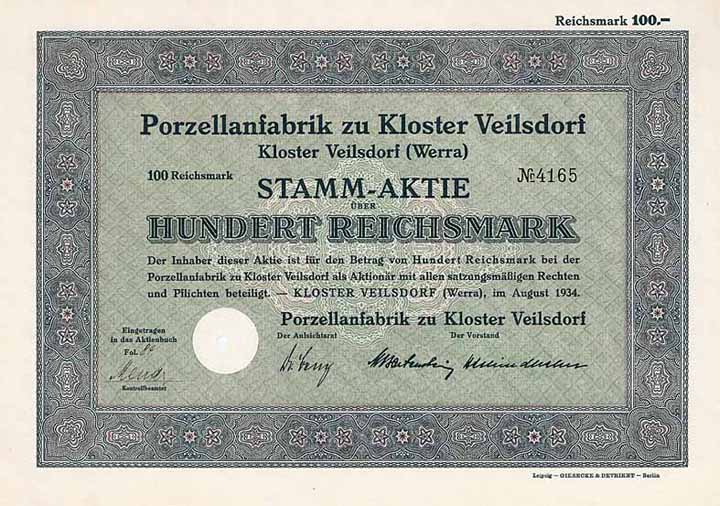 Reichsmark 100.–
Porzellanfabrik zu Kloster Veilsdorf
Kloster Veilsdorf (Werra)
100 Reichsmark
№ 4165
STAMM-AKTIE
ÜBER
HUNDERT REICHSMARK
Der Inhaber dieser Aktie ist für den Betrag von Hundert Reichsmark bei der
Porzellanfabrik zu Kloster Veilsdorf als Aktionär mit allen satzungsmäßigen Rechten
und Pflichten beteiligt. — KLOSTER VEILSDORF (Werra), im August 1934.
Porzellanfabrik zu Kloster Veilsdorf
Der Aufsichtsrat Der Vorstand
Eingetragen
in das Aktienbuch
Fol.
Kontrollbeamter
Leipzig — GIESECKE & DEVRIENT — Berlin